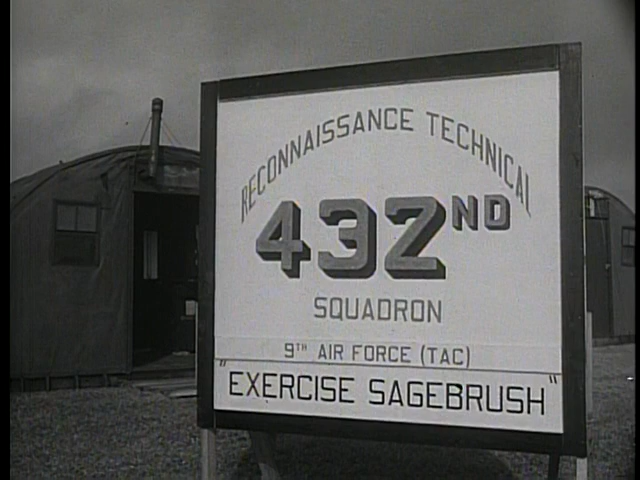 RECONNAISSANCE TECHNICAL
432ND
SQUADRON
9TH AIR FORCE (TAC)
"EXERCISE SAGEBRUSH"